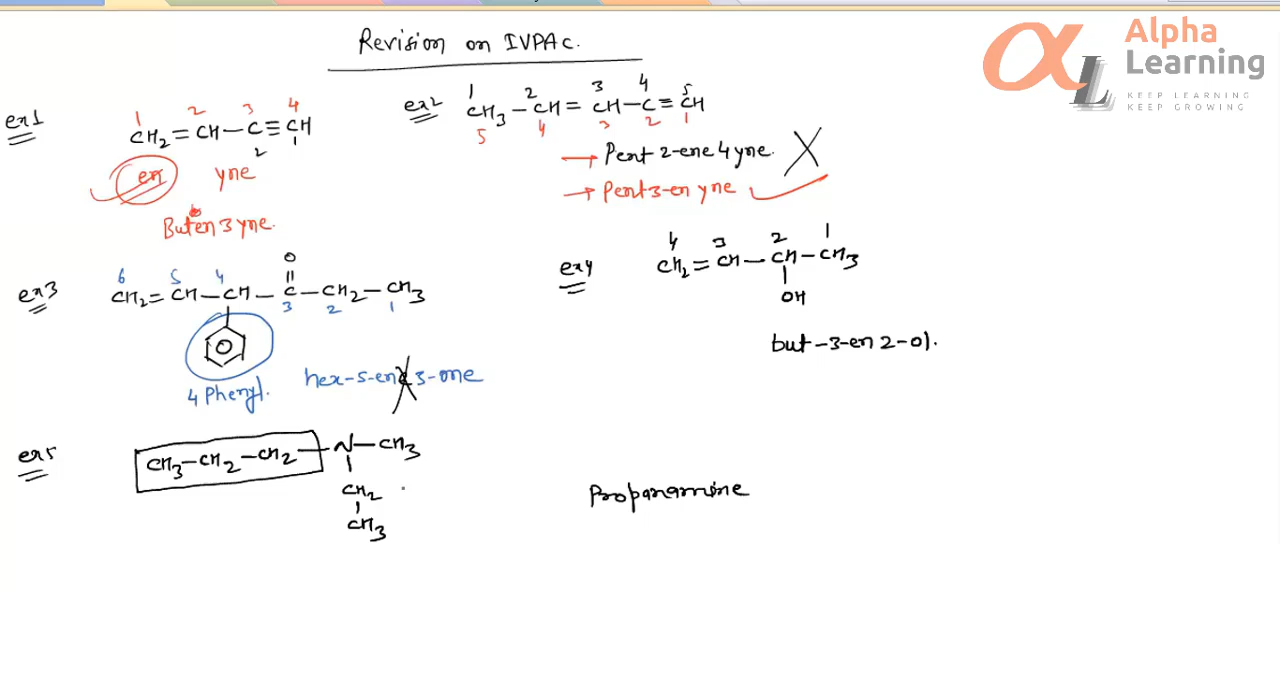 Revision on IUPAC.
Alpha
Learning
KEEP LEARNING
KEEP GROWING
ex1
1 2 3 4
CH2 = CH – C ≡ CH
2 1
en yne
Buten 3 yne.
ex2
1 2 3 4 5
CH3 – CH = CH – C ≡ CH
5 4 3 2 1
→ Pent 2-ene 4 yne.
→ Pent 3-en yne
ex3
O
||
6 5 4
CH2 = CH – CH – C – CH2 – CH3
3 2 1
4 Phenyl.
hex-5-ene 3-one
ex4
4 3 2 1
CH2 = CH – CH – CH3
OH
but-3-en 2-ol.
ex5
CH3 – CH2 – CH2 – N – CH3
CH2
CH3
Propanamine